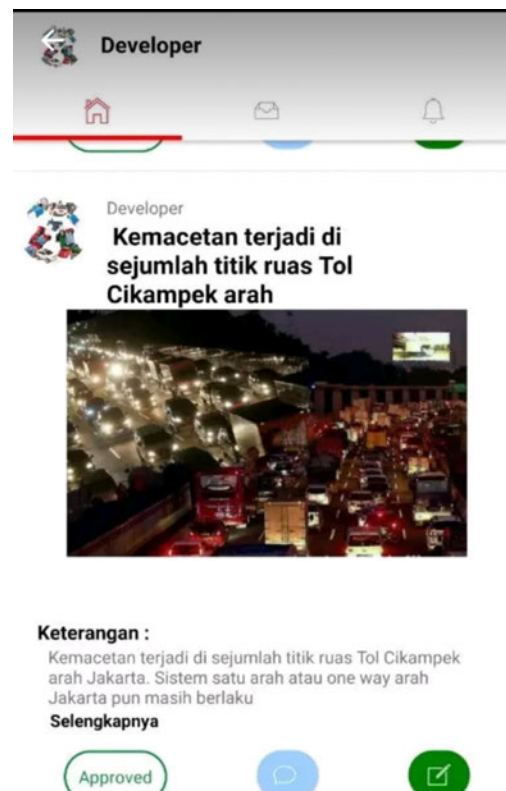 Developer
Developer
Kemacetan terjadi di
sejumlah titik ruas Tol
Cikampek arah
Keterangan :
Kemacetan terjadi di sejumlah titik ruas Tol Cikampek
arah Jakarta. Sistem satu arah atau one way arah
Jakarta pun masih berlaku
Selengkapnya
Approved